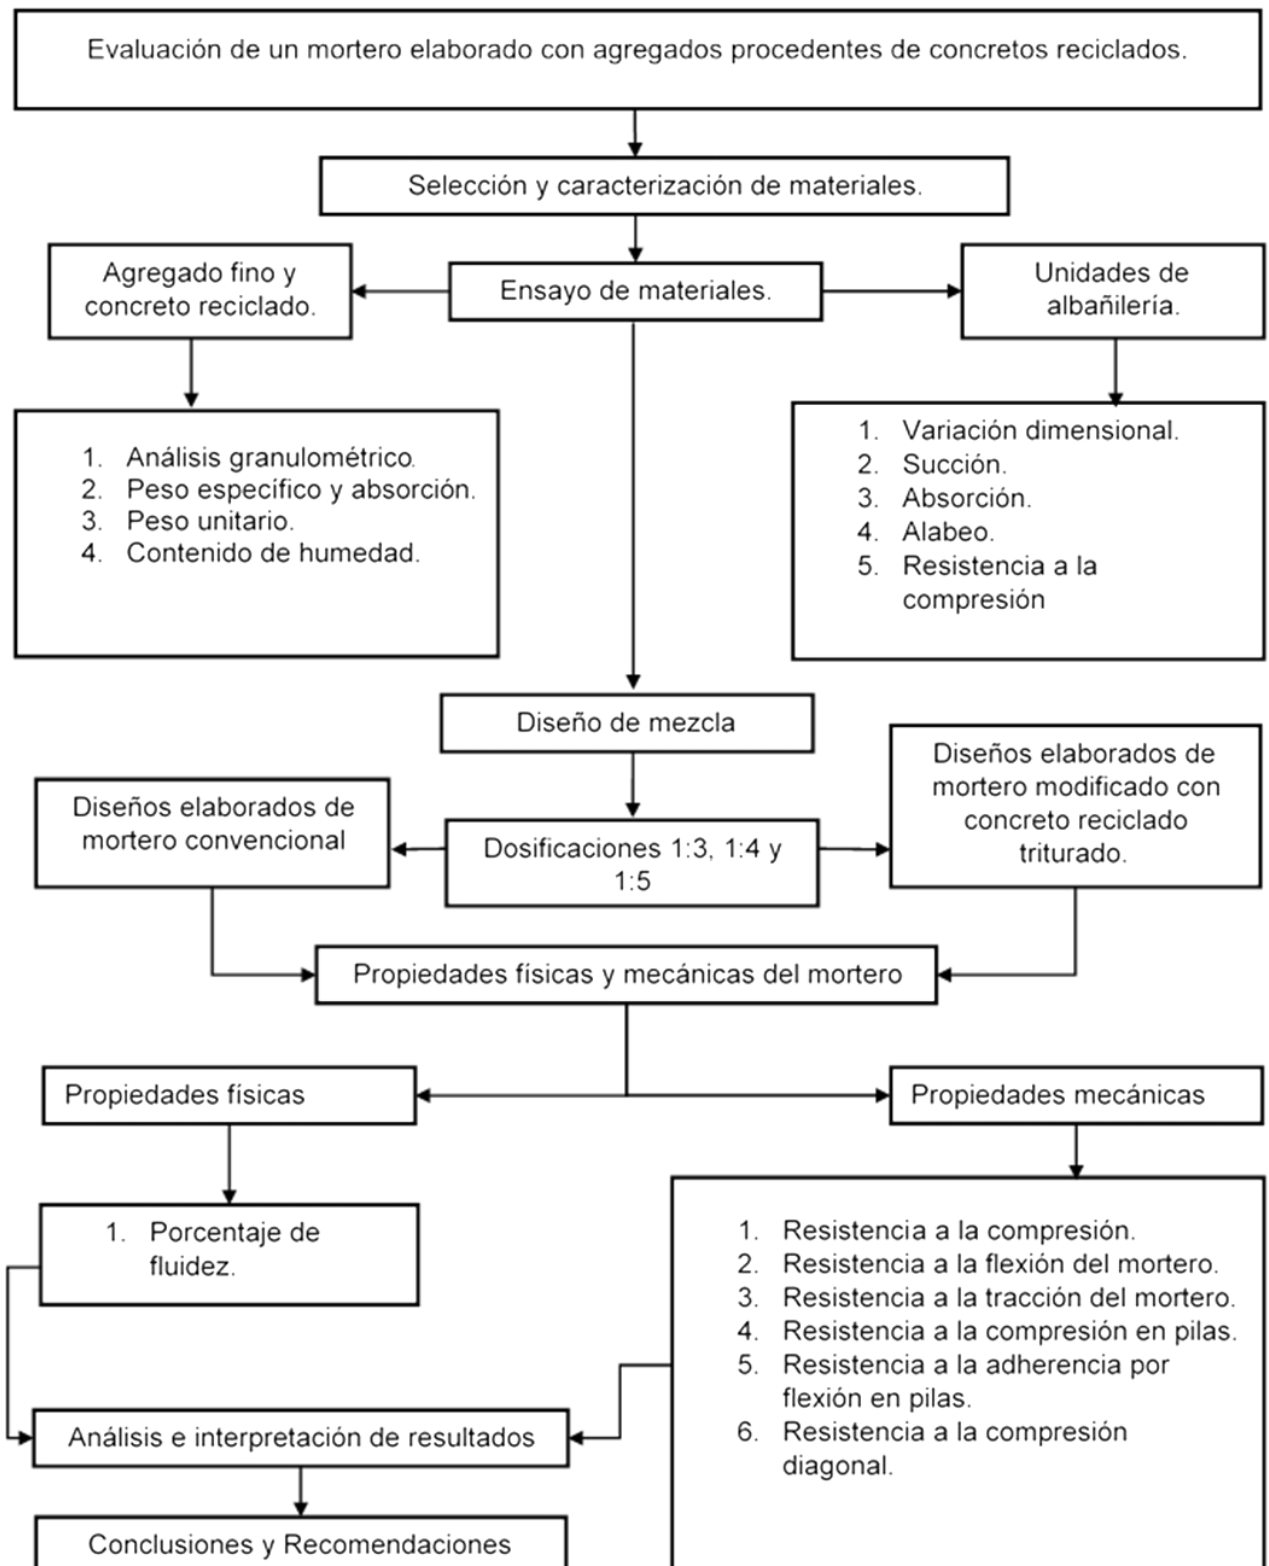 Evaluación de un mortero elaborado con agregados procedentes de concretos reciclados.
Selección y caracterización de materiales.
Agregado fino y
concreto reciclado.
Ensayo de materiales.
Unidades de
albañilería.
1. Análisis granulométrico.
2. Peso específico y absorción.
3. Peso unitario.
4. Contenido de humedad.
1. Variación dimensional.
2. Succión.
3. Absorción.
4. Alabeo.
5. Resistencia a la
compresión
Diseño de mezcla
Diseños elaborados de
mortero convencional
Dosificaciones 1:3, 1:4 y
1:5
Diseños elaborados de
mortero modificado con
concreto reciclado
triturado.
Propiedades físicas y mecánicas del mortero
Propiedades físicas
Propiedades mecánicas
1. Porcentaje de
fluidez.
1. Resistencia a la compresión.
2. Resistencia a la flexión del mortero.
3. Resistencia a la tracción del mortero.
4. Resistencia a la compresión en pilas.
5. Resistencia a la adherencia por
flexión en pilas.
6. Resistencia a la compresión
diagonal.
Análisis e interpretación de resultados
Conclusiones y Recomendaciones